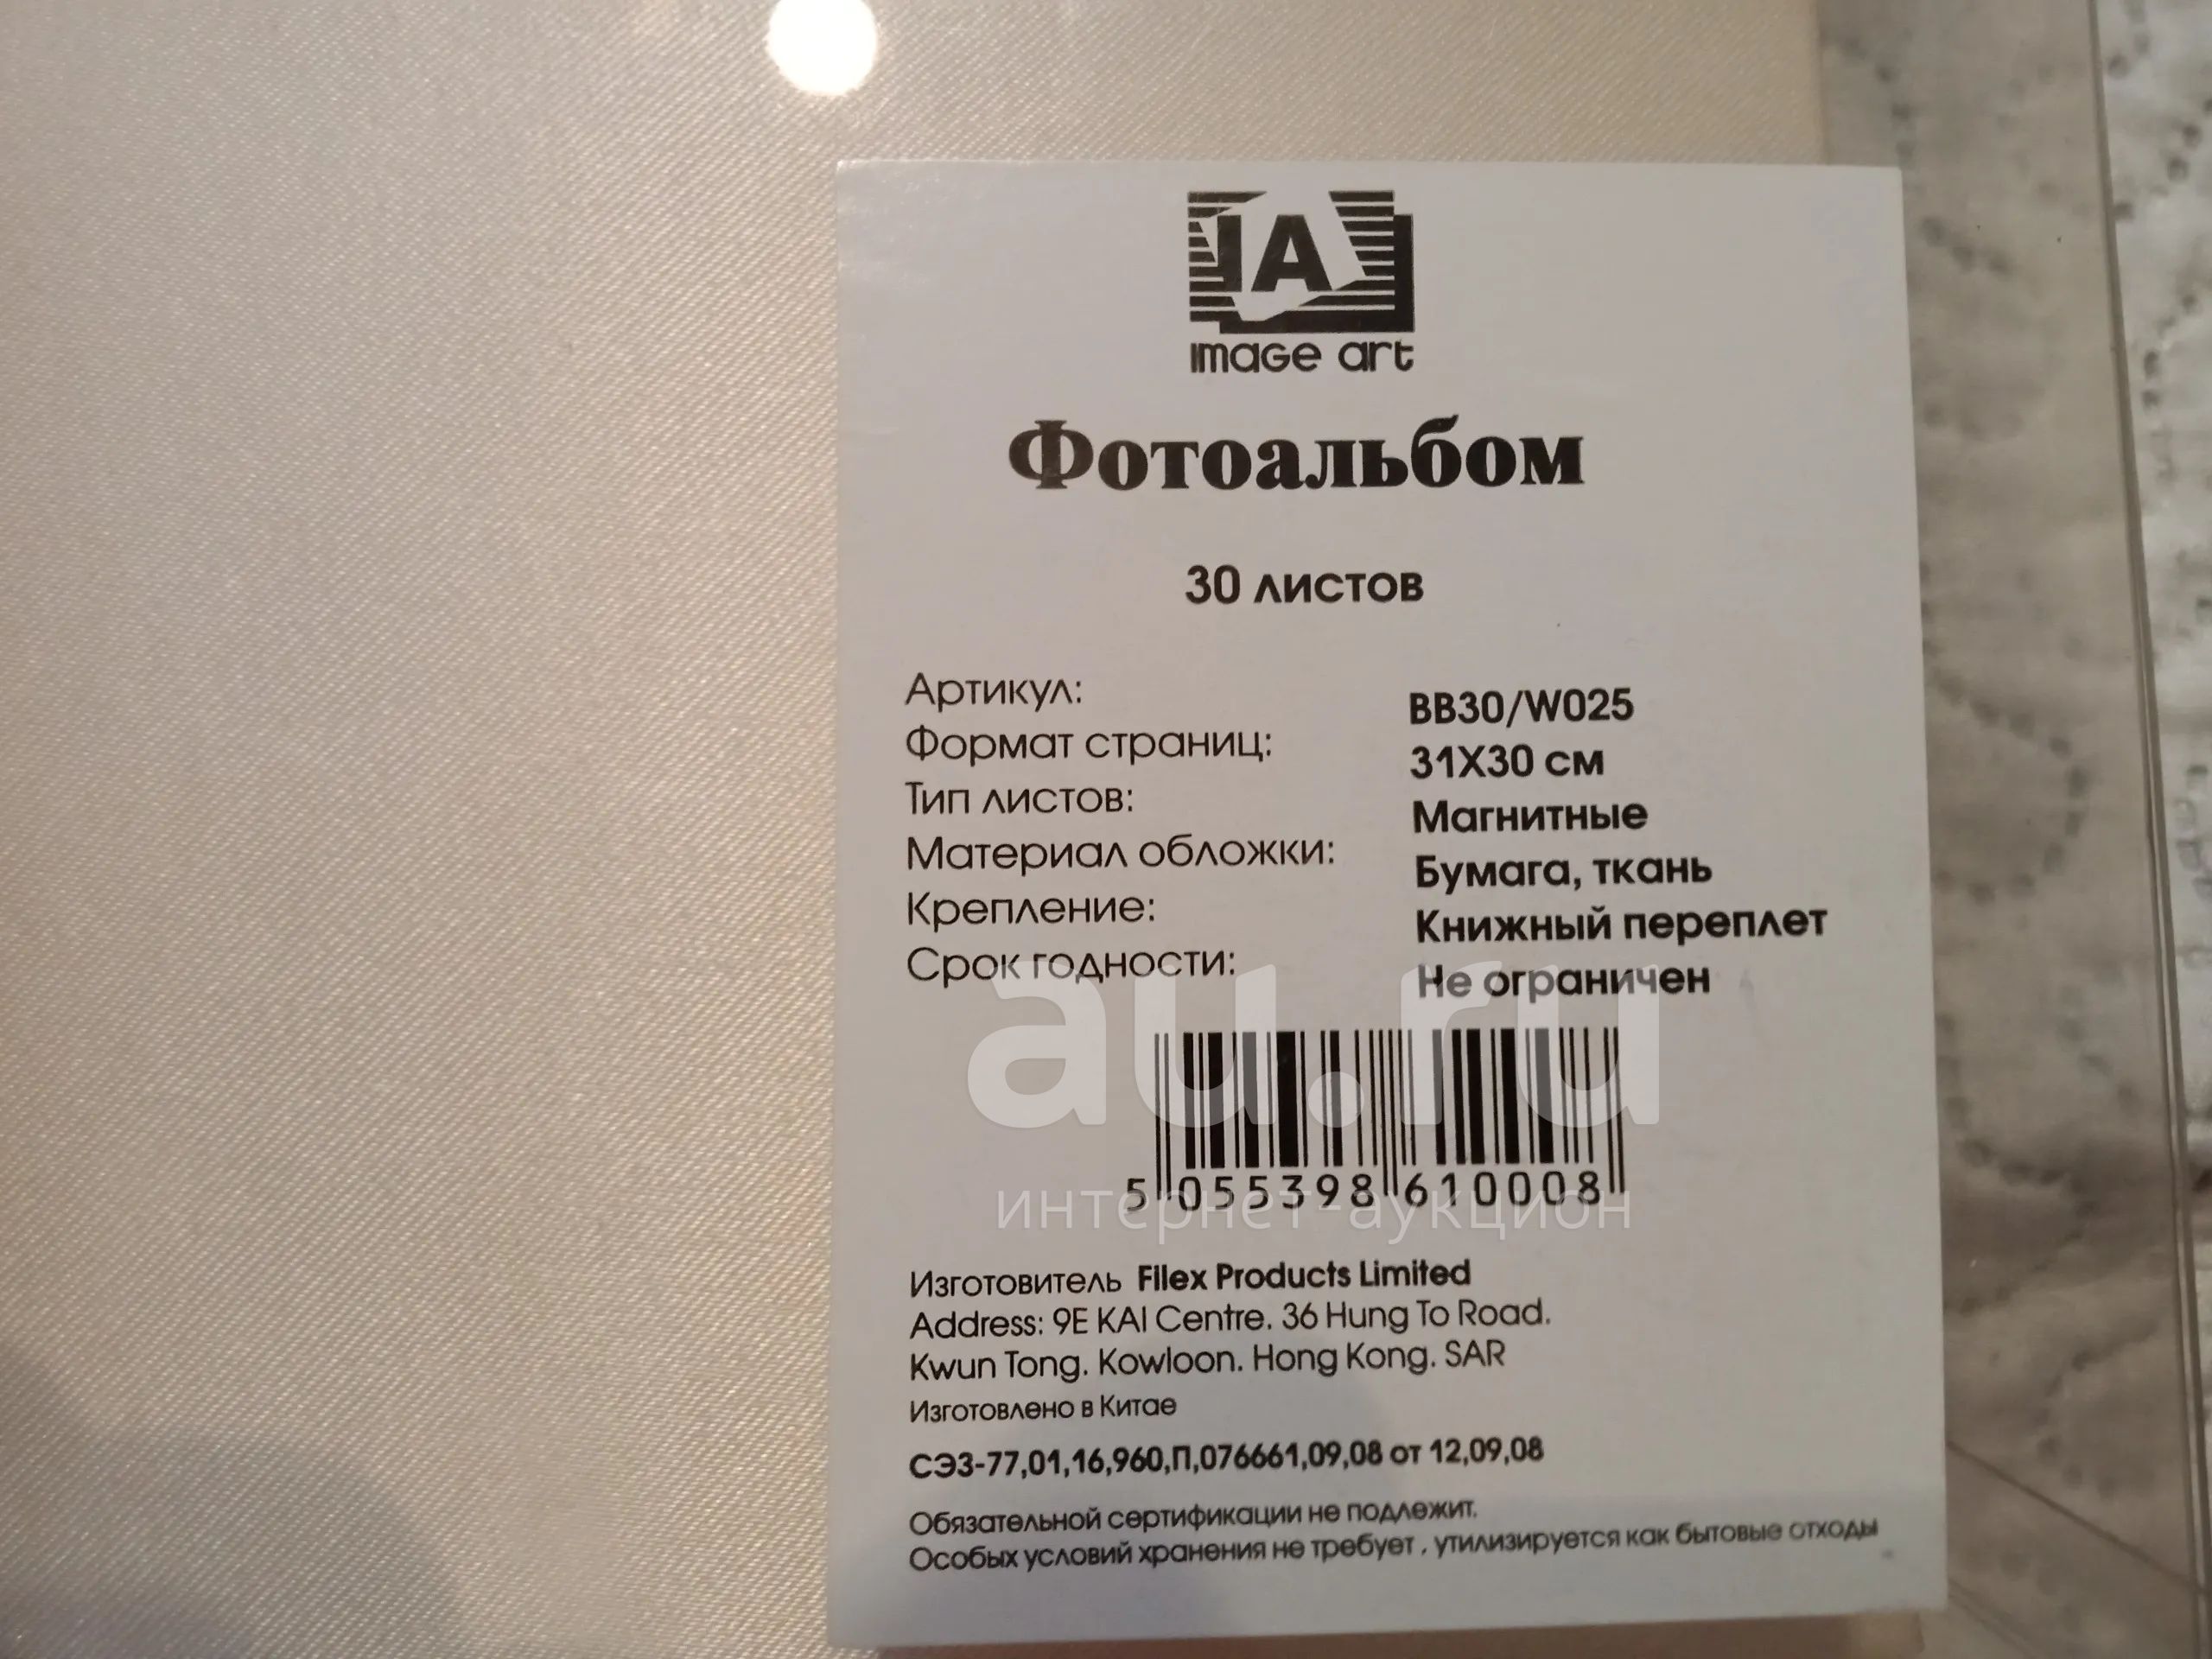 IA
Image art
Фотоальбом
30 листов
Артикул: BB30/W025
Формат страниц: 31X30 см
Тип листов: Магнитные
Материал обложки: Бумага, ткань
Крепление: Книжный переплет
Срок годности: Не ограничен
au.ru
5 055398 610008
интернет-аукцион
Изготовитель Filex Products Limited
Address: 9E KAI Centre. 36 Hung To Road.
Kwun Tong. Kowloon. Hong Kong. SAR
Изготовлено в Китае
СЭЗ-77,01,16,960,П,076661,09,08 от 12,09,08
Обязательной сертификации не подлежит.
Особых условий хранения не требует , утилизируется как бытовые отходы